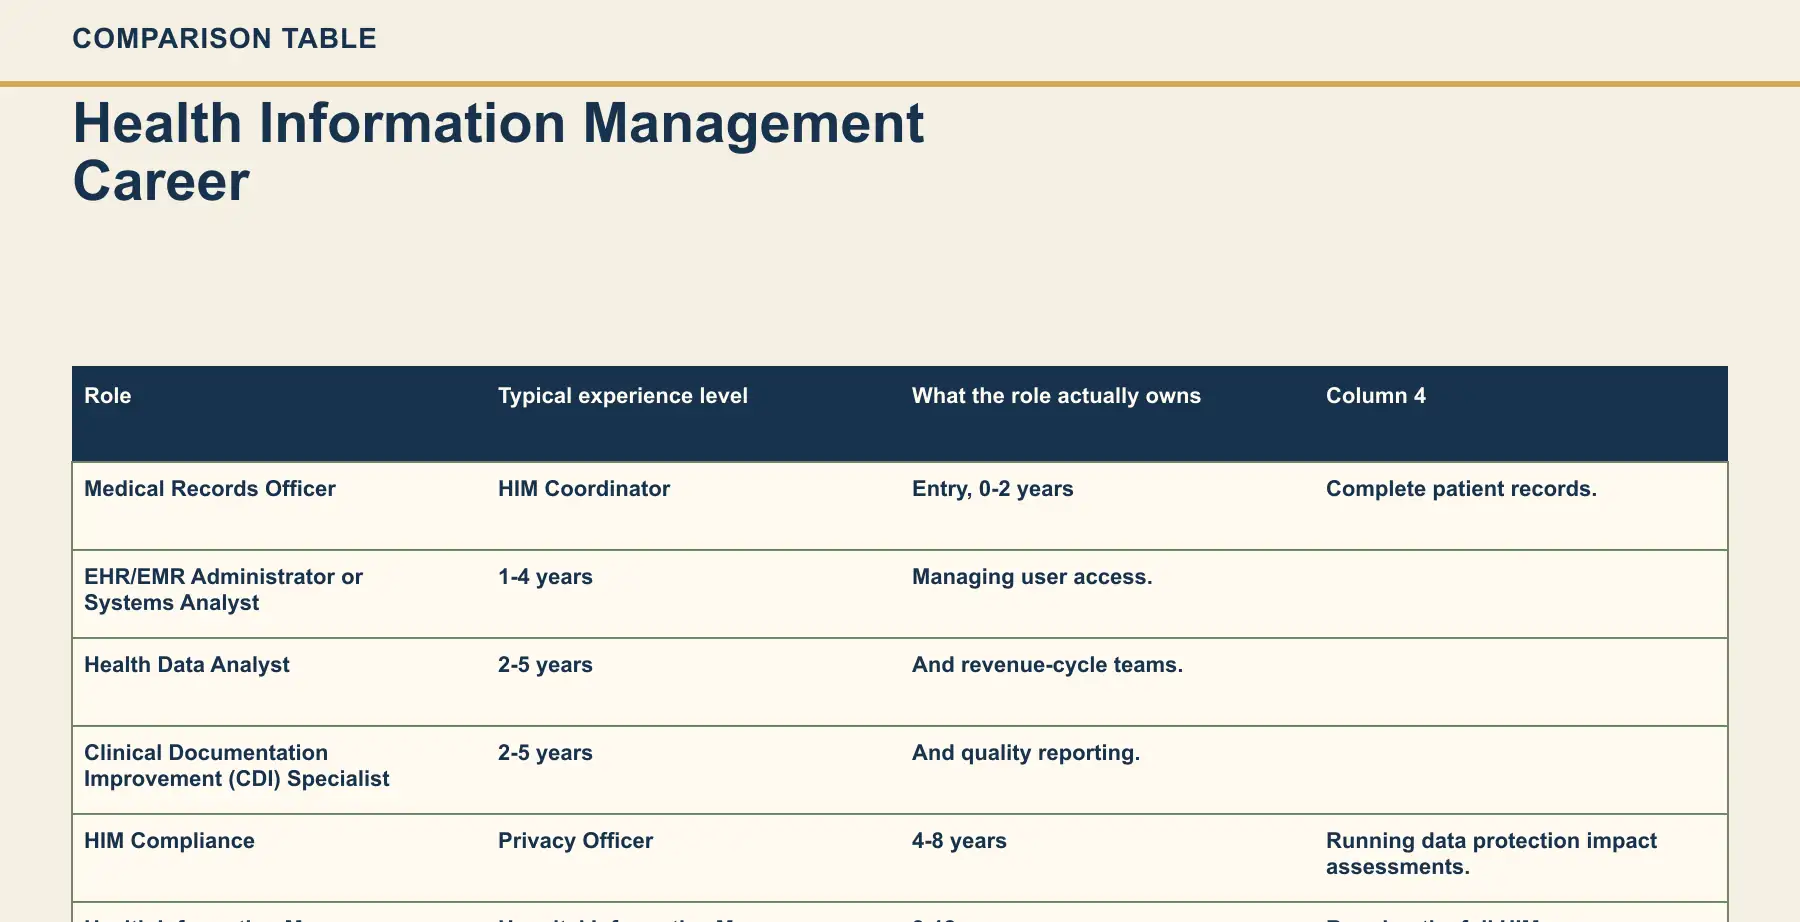 COMPARISON TABLE
Health Information Management
Career
Role Typical experience level What the role actually owns Column 4
Medical Records Officer HIM Coordinator Entry, 0-2 years Complete patient records.
EHR/EMR Administrator or
Systems Analyst
1-4 years Managing user access.
Health Data Analyst 2-5 years And revenue-cycle teams.
Clinical Documentation
Improvement (CDI) Specialist
2-5 years And quality reporting.
HIM Compliance Privacy Officer 4-8 years Running data protection impact
assessments.